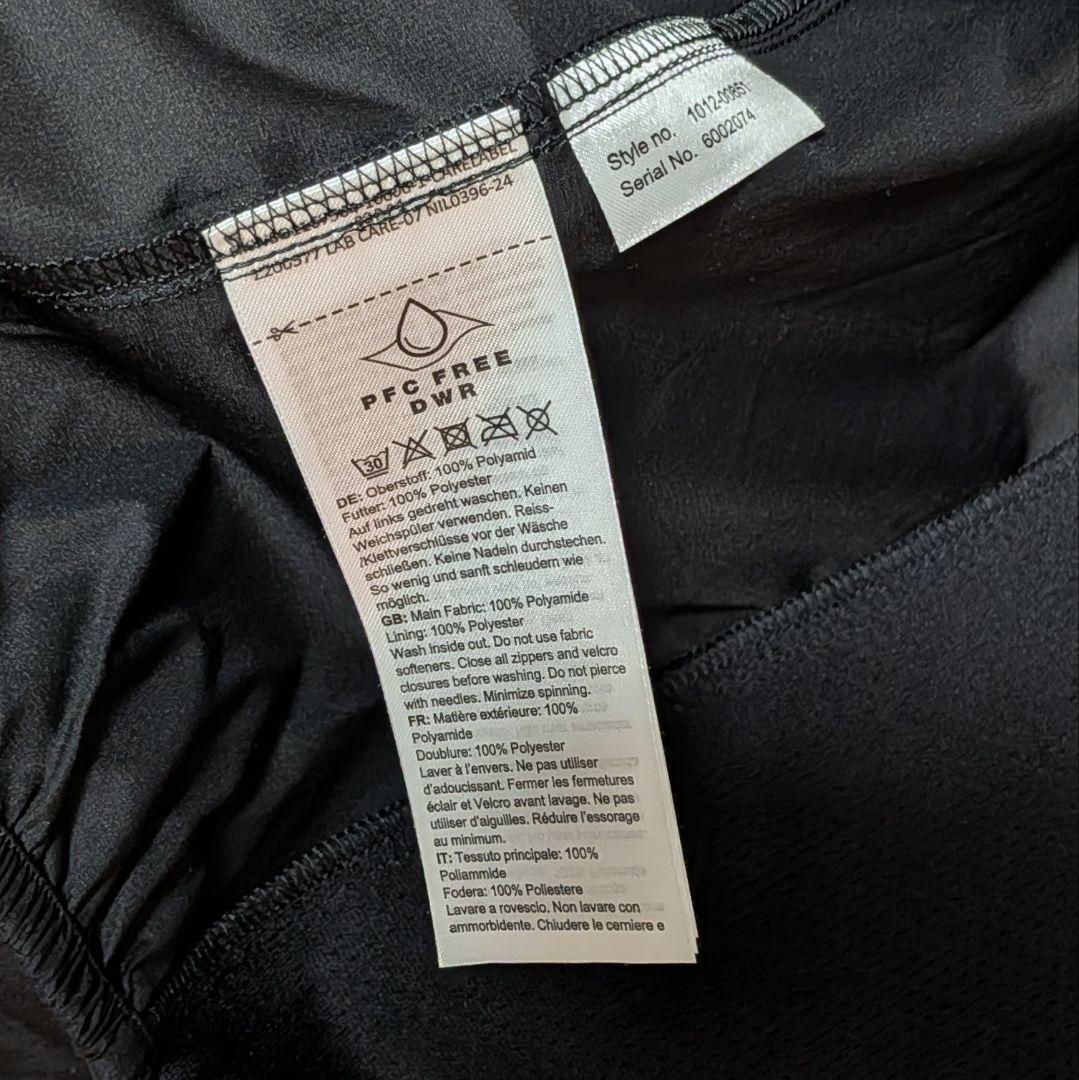 Style no. 1012-00851
Serial No. 6002074
CARELABEL
LAB CARE-07 NIL0396-24
PFC FREE
DWR
30
DE: Oberstoff: 100% Polyamid
Futter: 100% Polyester
Auf links gedreht waschen. Keinen
Weichspüler verwenden. Reiss-
/Klettverschlüsse vor der Wäsche
schließen. Keine Nadeln durchstechen.
So wenig und sanft schleudern wie
möglich.
GB: Main Fabric: 100% Polyamide
Lining: 100% Polyester
Wash inside out. Do not use fabric
softeners. Close all zippers and velcro
closures before washing. Do not pierce
with needles. Minimize spinning.
FR: Matière extérieure: 100%
Polyamide
Doublure: 100% Polyester
Laver à l'envers. Ne pas utiliser
d'adoucissant. Fermer les fermetures
éclair et Velcro avant lavage. Ne pas
utiliser d'aiguilles. Réduire l'essorage
au minimum.
IT: Tessuto principale: 100%
Poliammide
Fodera: 100% Poliestere
Lavare a rovescio. Non lavare con
ammorbidente. Chiudere le cerniere e